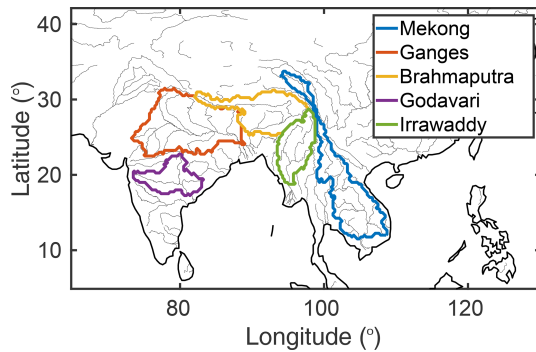 Mekong
Ganges
Brahmaputra
Godavari
Irrawaddy
40
30
20
10
Latitude (°)
80
100
120
Longitude (°)